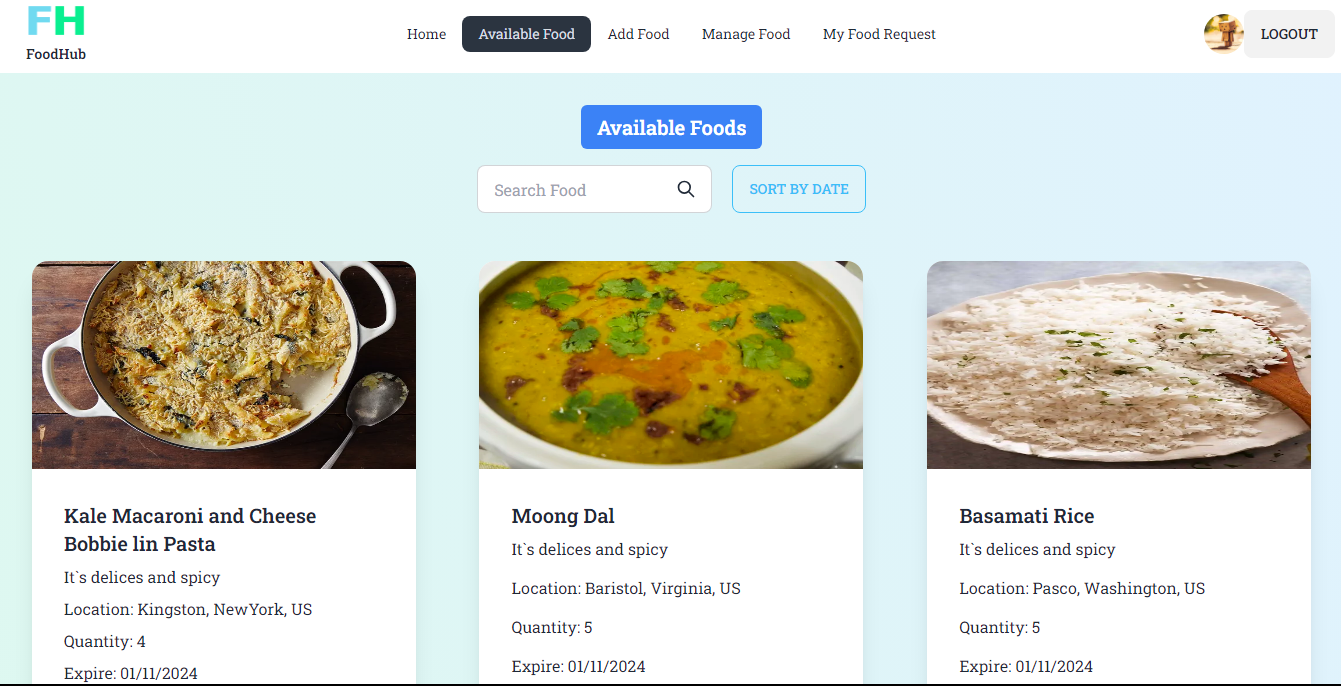 FH
FoodHub
Home
Available Food
Add Food
Manage Food
My Food Request
LOGOUT
Available Foods
Search Food
SORT BY DATE
Kale Macaroni and Cheese
Bobbie lin Pasta
It`s delices and spicy
Location: Kingston, NewYork, US
Quantity: 4
Expire: 01/11/2024
Moong Dal
It`s delices and spicy
Location: Baristol, Virginia, US
Quantity: 5
Expire: 01/11/2024
Basamati Rice
It`s delices and spicy
Location: Pasco, Washington, US
Quantity: 5
Expire: 01/11/2024